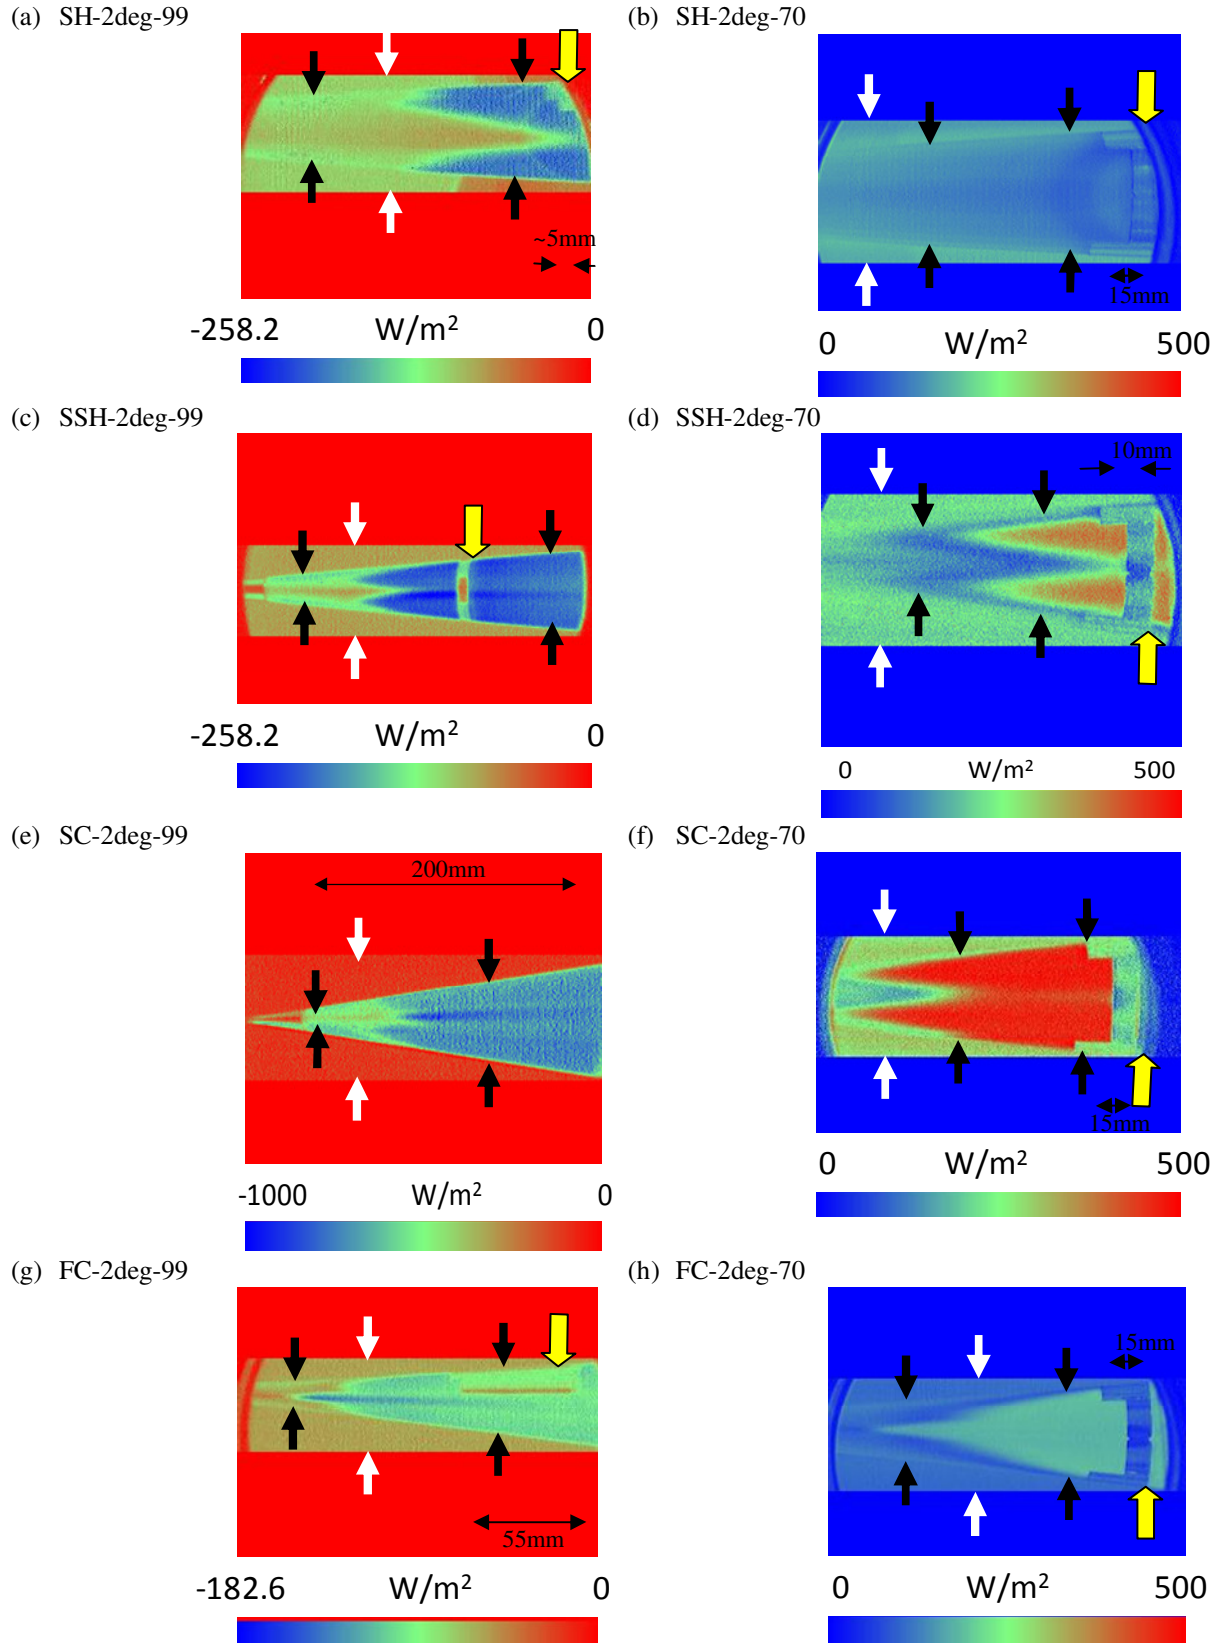 (a) SH-2deg-99
(b) SH-2deg-70
~5mm
15mm
-258.2 W/m² 0
0 W/m² 500
(c) SSH-2deg-99
(d) SSH-2deg-70
10mm
-258.2 W/m² 0
0 W/m² 500
(e) SC-2deg-99
(f) SC-2deg-70
200mm
15mm
-1000 W/m² 0
0 W/m² 500
(g) FC-2deg-99
(h) FC-2deg-70
15mm
55mm
-182.6 W/m² 0
0 W/m² 500